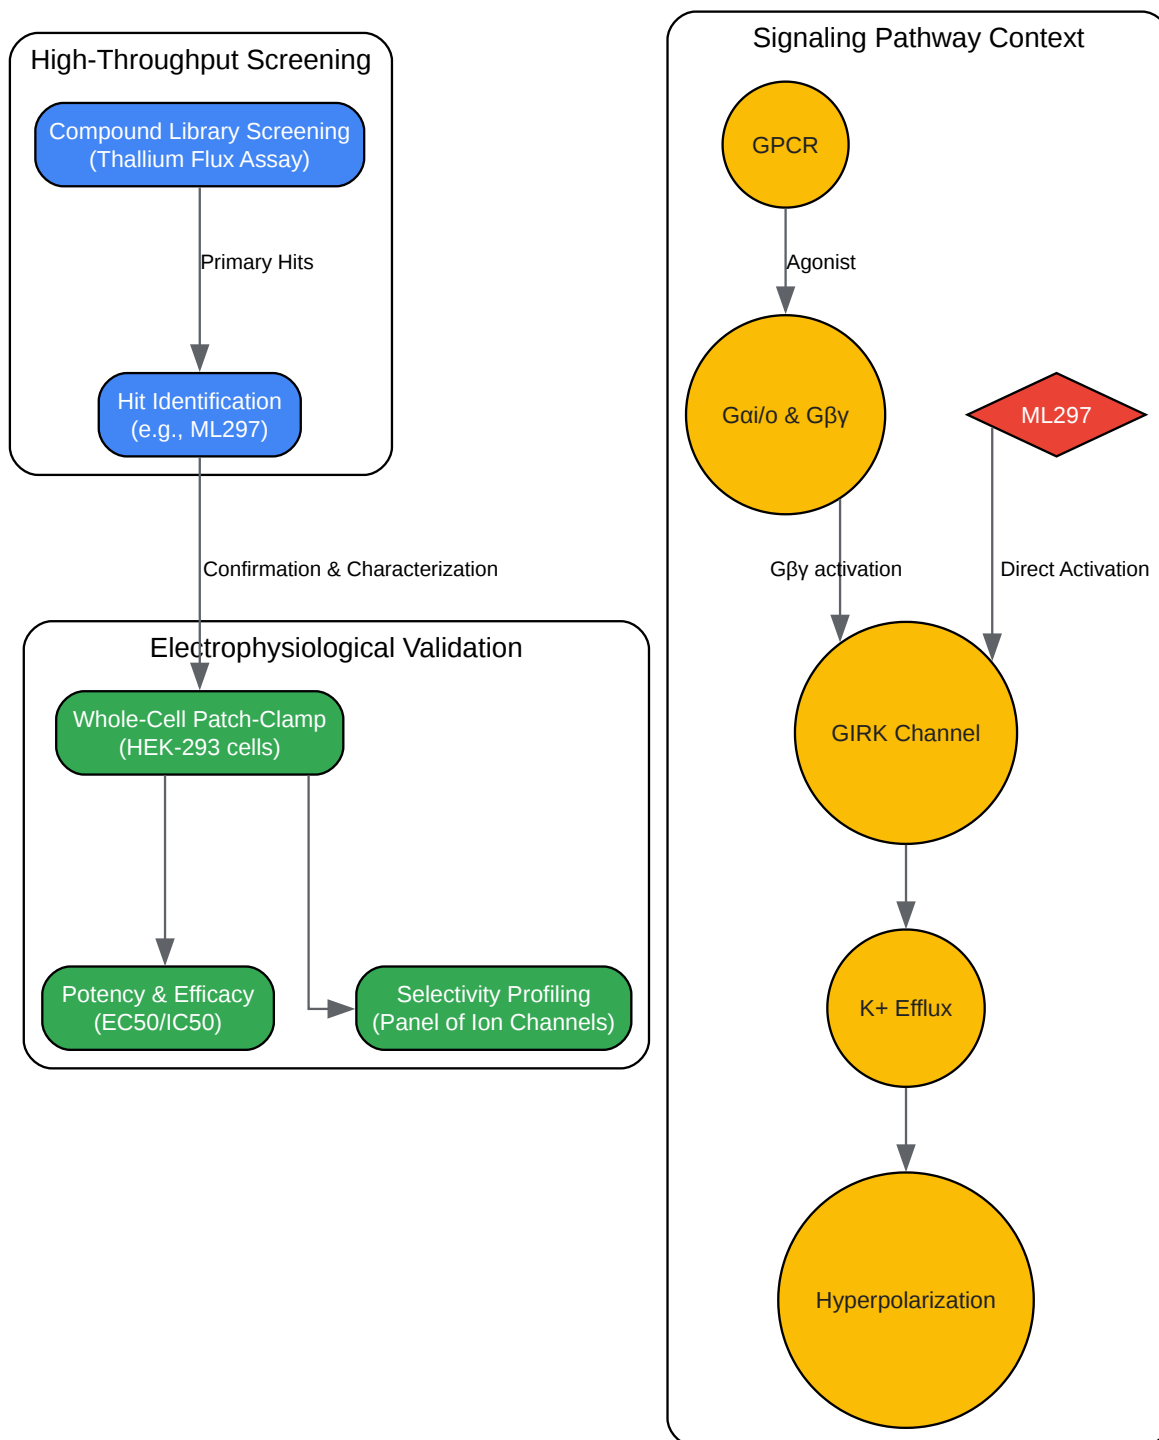 High-Throughput Screening
Compound Library Screening
(Thallium Flux Assay)
Primary Hits
Hit Identification
(e.g., ML297)
Confirmation & Characterization
Electrophysiological Validation
Whole-Cell Patch-Clamp
(HEK-293 cells)
Potency & Efficacy
(EC50/IC50)
Selectivity Profiling
(Panel of Ion Channels)
Signaling Pathway Context
GPCR
Agonist
Gαi/o & Gβγ
ML297
Gβγ activation
Direct Activation
GIRK Channel
K+ Efflux
Hyperpolarization